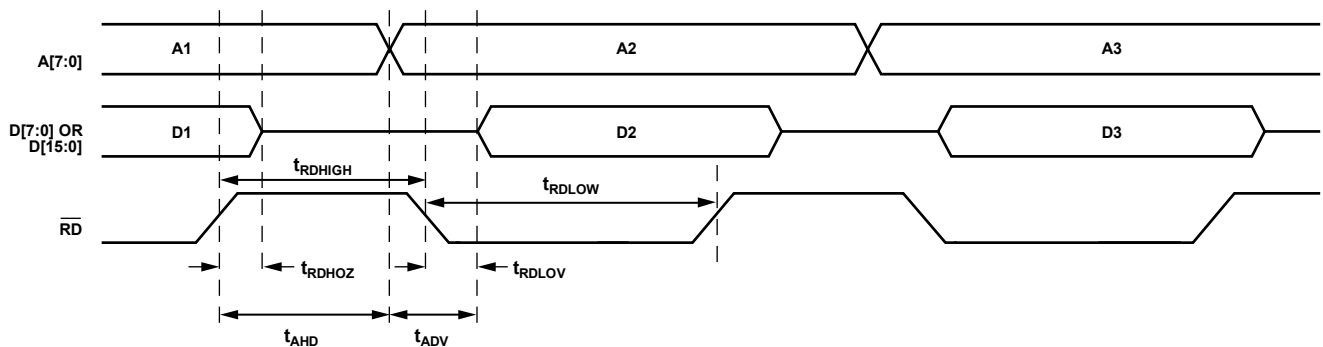 A[7:0]
A1
A2
A3
D[7:0] OR
D[15:0]
D1
D2
D3
tRDHIGH
tRDLOW
RD
tRDHOZ
tRDLOV
tAHD
tADV